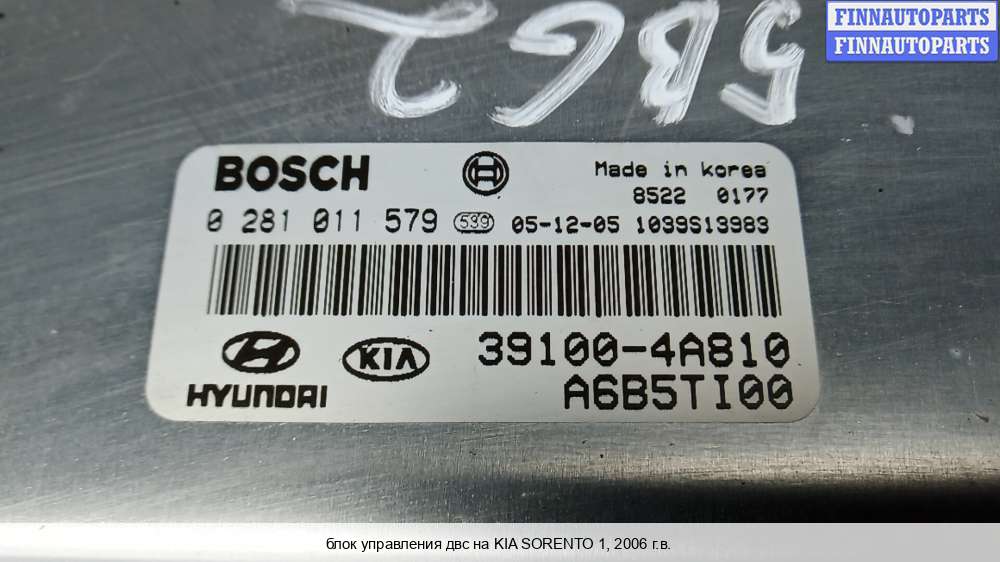 FINNAUTOPARTS
FINNAUTOPARTS
5BG2
BOSCH
Made in Korea
8522 0177
0 281 011 579 539 05-12-05 1039S13983
HYUNDAI KIA
39100-4A810
A6B5TI00
блок управления двс на KIA SORENTO 1, 2006 г.в.